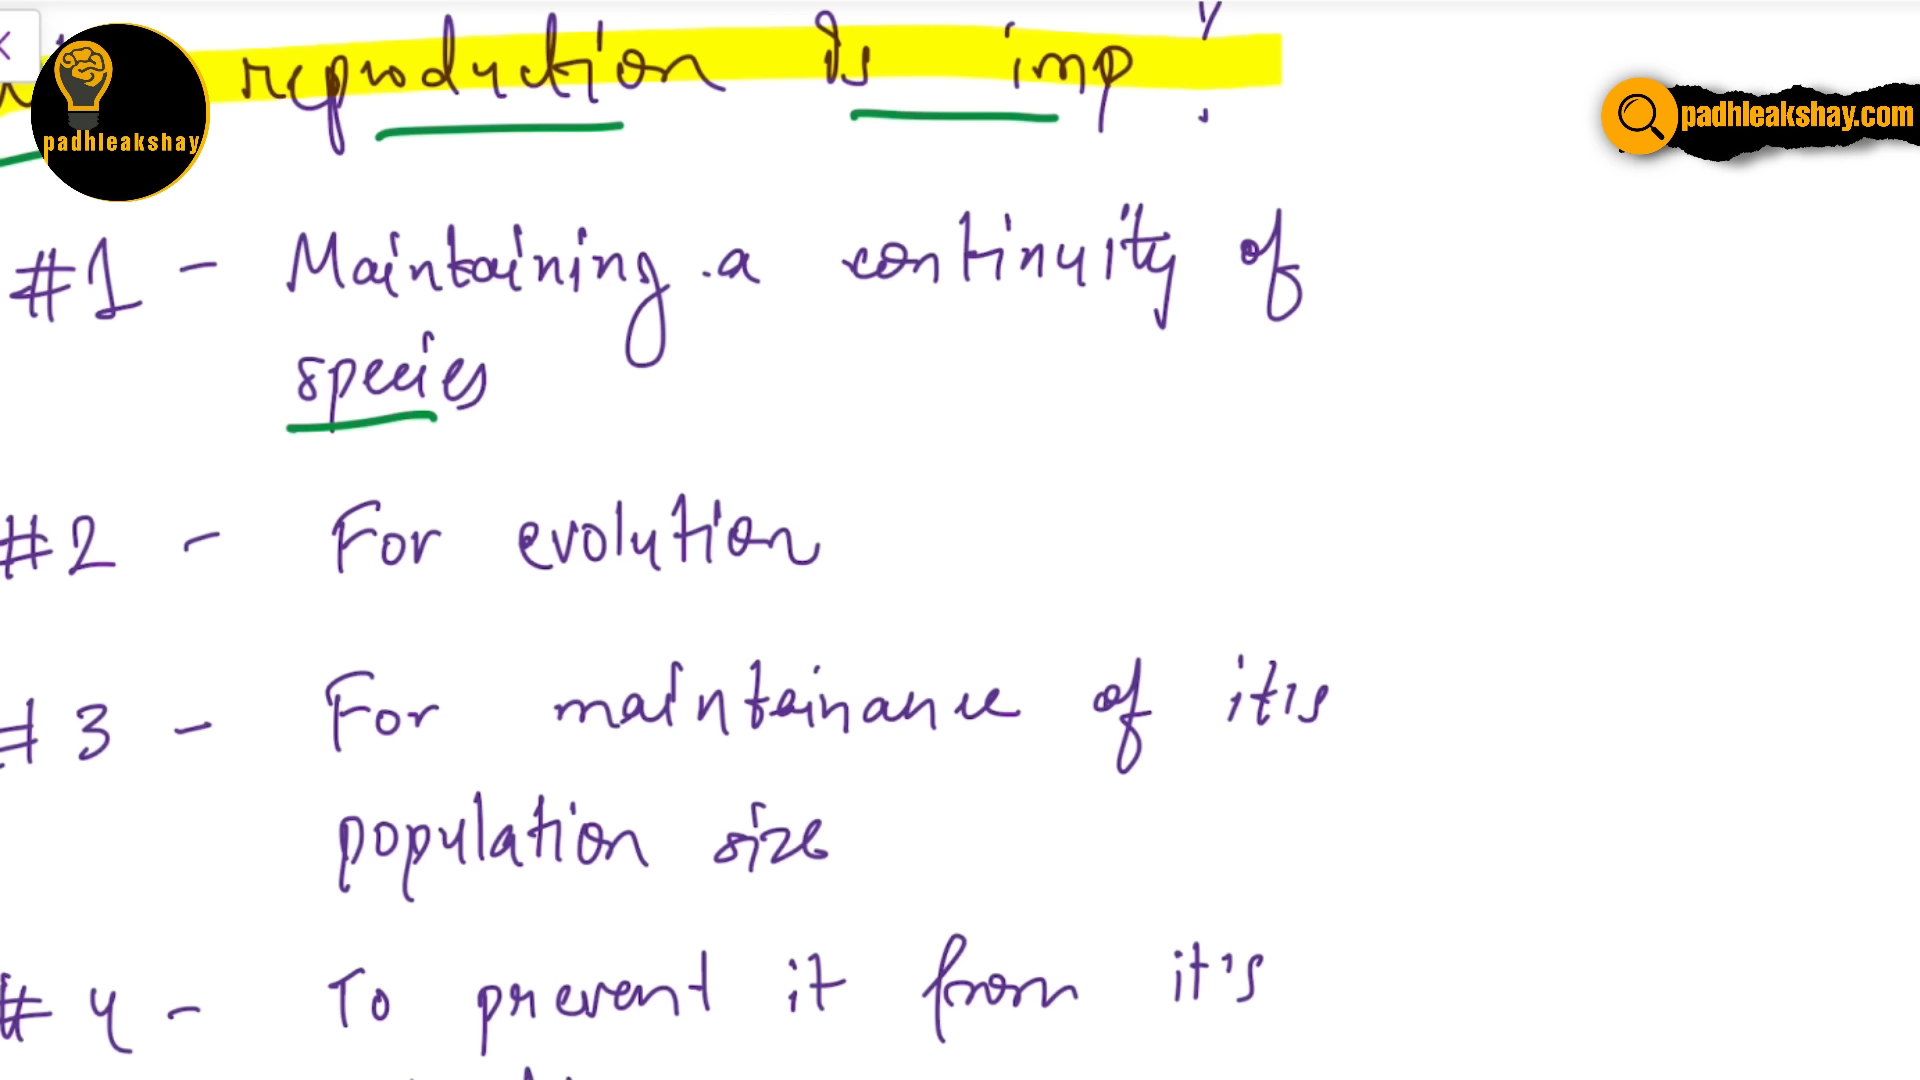 reproduction is imp?
padhleakshay
padhleakshay.com
#1 - Maintaining a continuity of
species
#2 - For evolution
#3 - For mainteinance of it's
population size
#4 - To prevent it from it's